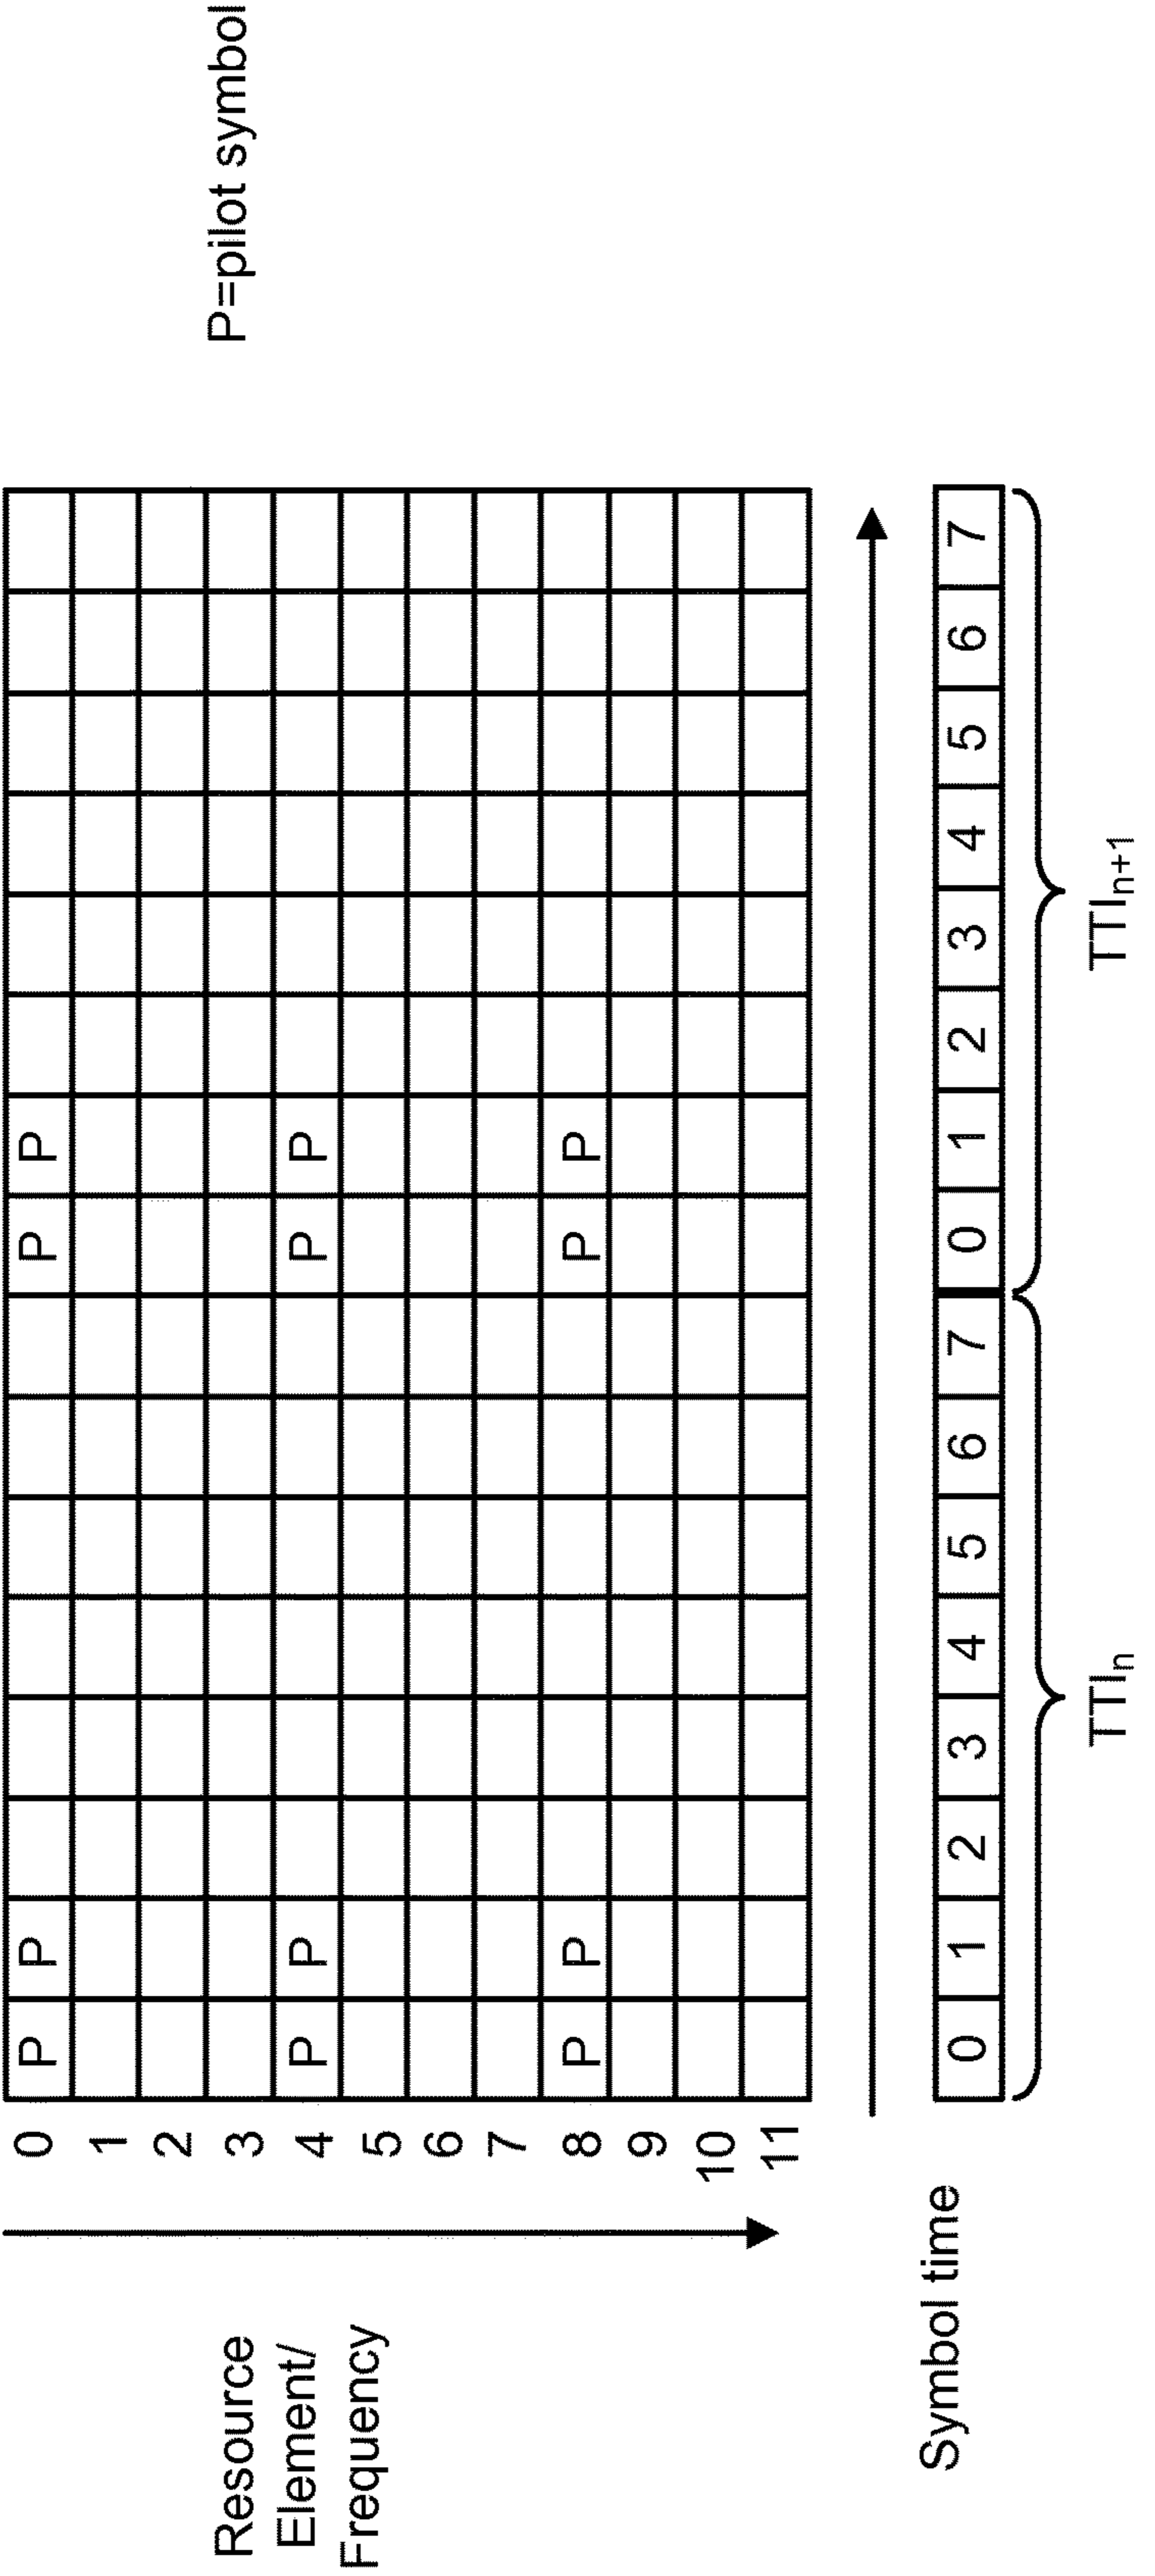 P=pilot symbol
Resource
Element/
Frequency
0 P P P P
1
2
3
4 P P P P
5
6
7
8 P P P P
9
10
11
Symbol time
0 1 2 3 4 5 6 7 0 1 2 3 4 5 6 7
TTIn TTIn+1